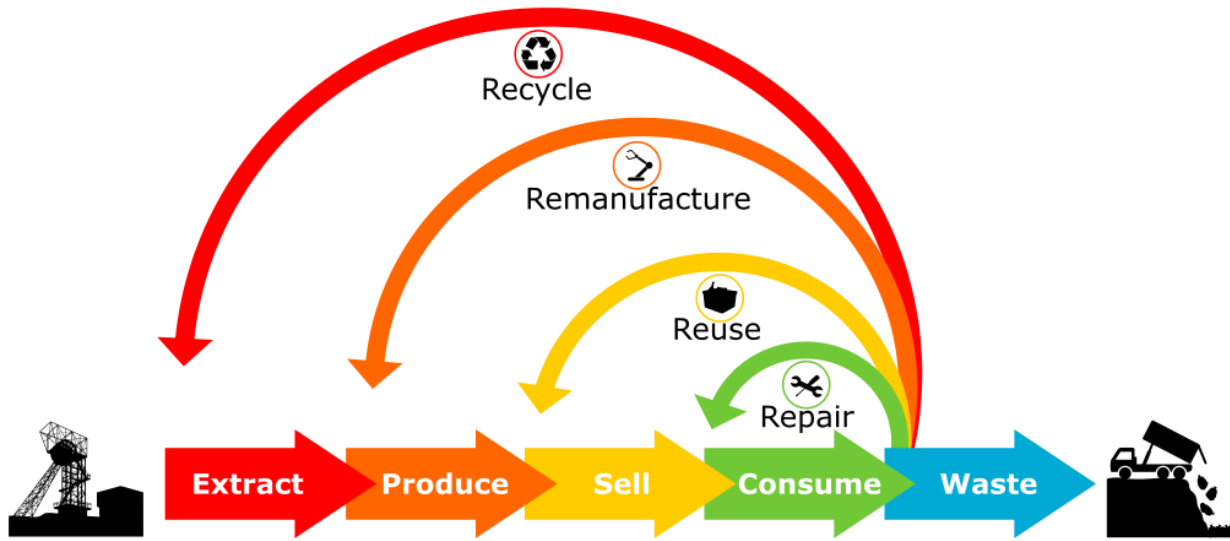 Recycle
Remanufacture
Reuse
Repair
Extract Produce Sell Consume Waste